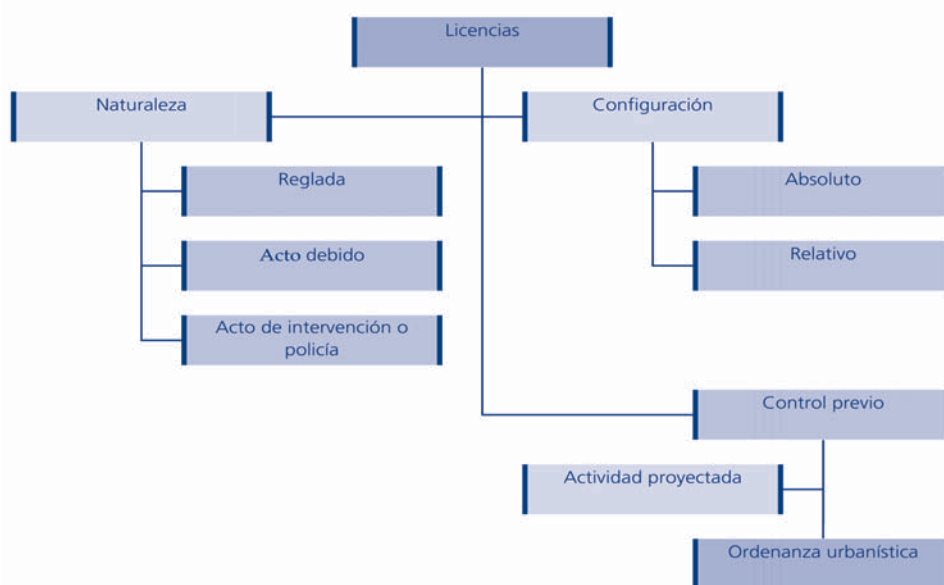 Licencias
Naturaleza
Configuración
Reglada
Absoluto
Acto debido
Relativo
Acto de intervención o
policía
Control previo
Actividad proyectada
Ordenanza urbanística